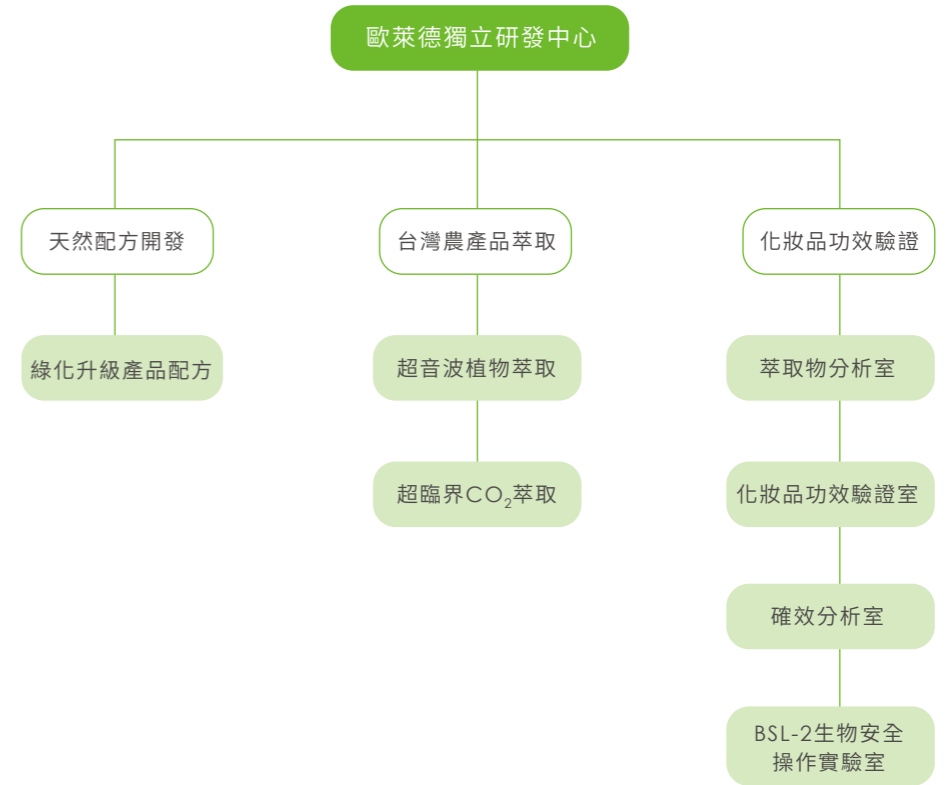 歐萊德獨立研發中心
天然配方開發
台灣農產品萃取
化妝品功效驗證
綠化升級產品配方
超音波植物萃取
萃取物分析室
超臨界CO₂萃取
化妝品功效驗證室
確效分析室
BSL-2生物安全
操作實驗室